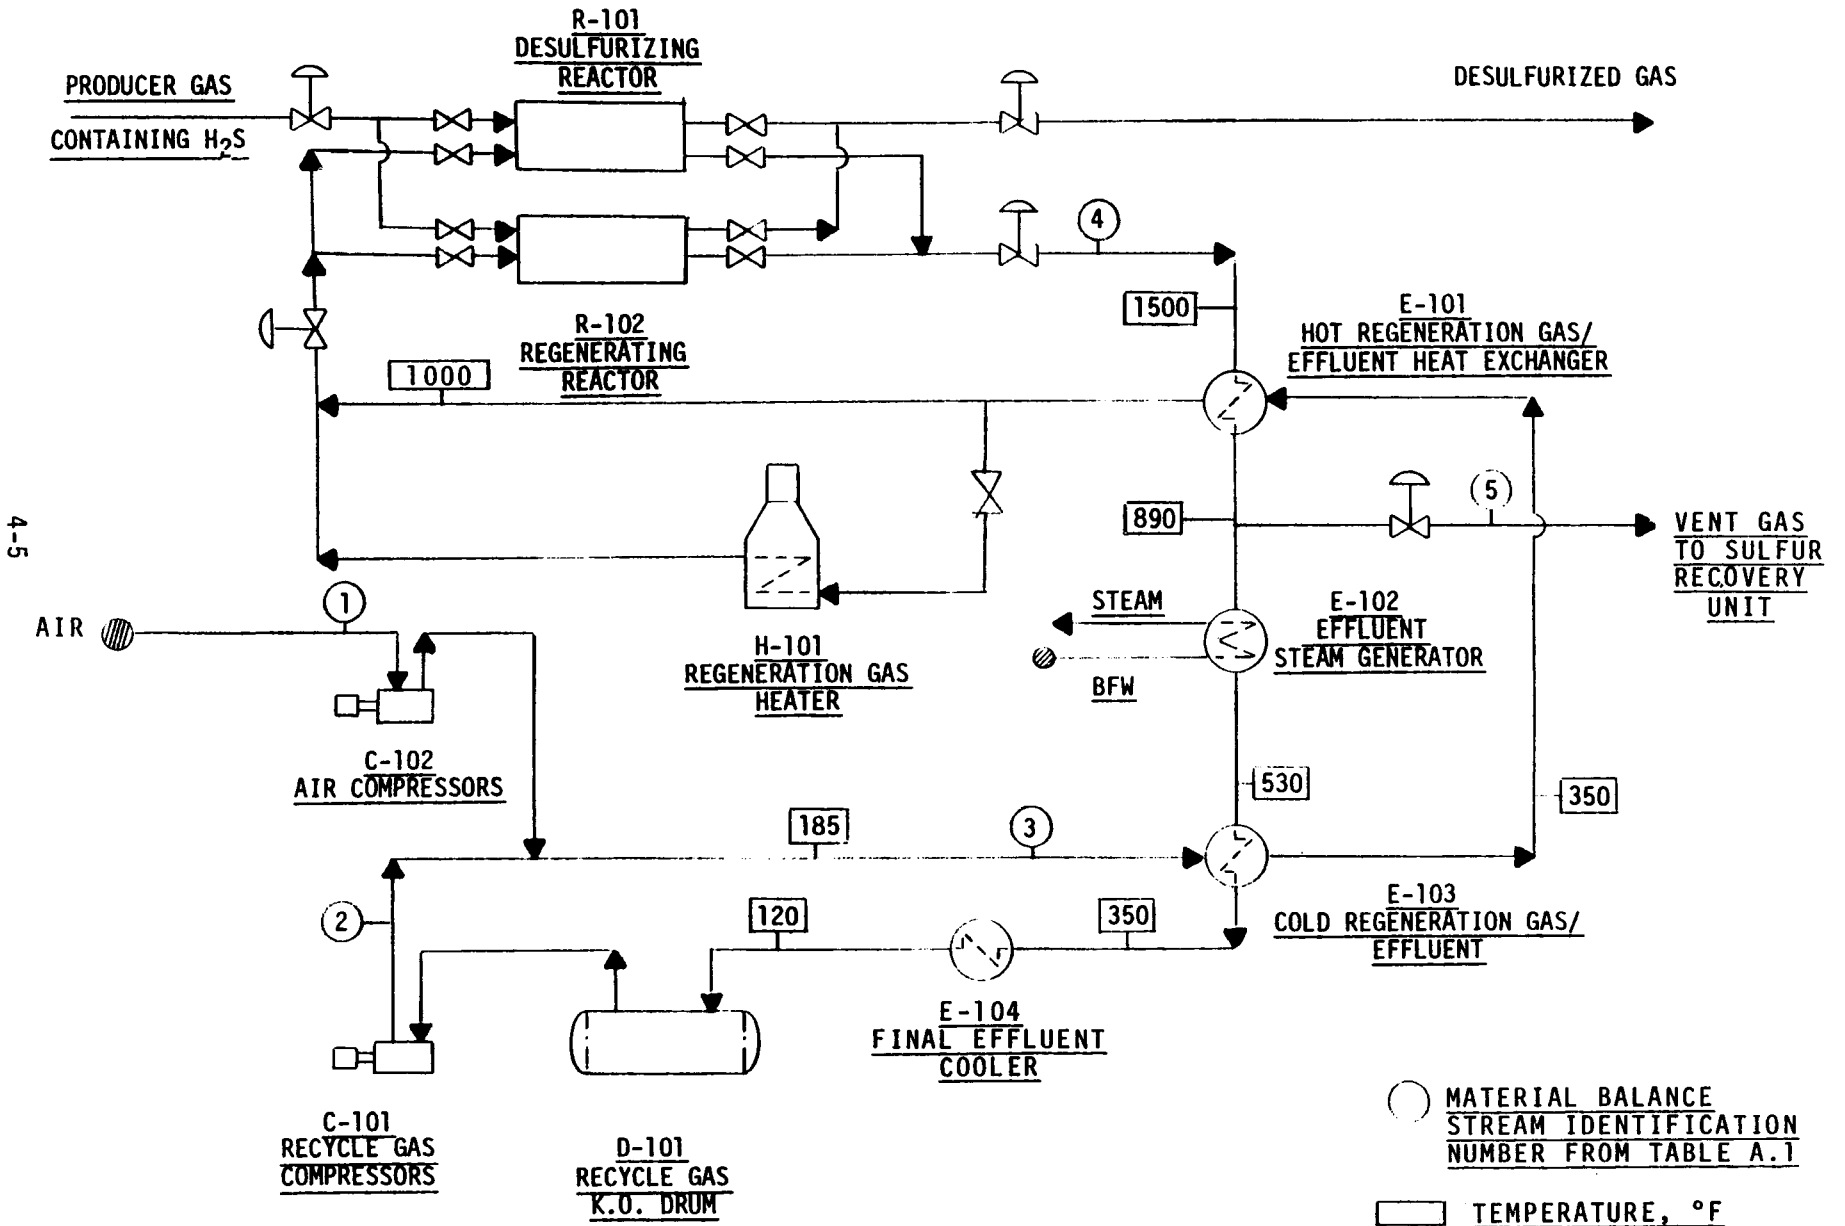 R-101
DESULFURIZING
REACTOR
PRODUCER GAS
CONTAINING H2S
DESULFURIZED GAS
4
1500
E-101
HOT REGENERATION GAS/
EFFLUENT HEAT EXCHANGER
R-102
REGENERATING
REACTOR
1000
890
5
VENT GAS
TO SULFUR
RECOVERY
UNIT
4-5
1
AIR
STEAM
BFW
E-102
EFFLUENT
STEAM GENERATOR
H-101
REGENERATION GAS
HEATER
C-102
AIR COMPRESSORS
530
350
185
3
2
120
350
E-103
COLD REGENERATION GAS/
EFFLUENT
E-104
FINAL EFFLUENT
COOLER
C-101
RECYCLE GAS
COMPRESSORS
D-101
RECYCLE GAS
K.O. DRUM
MATERIAL BALANCE
STREAM IDENTIFICATION
NUMBER FROM TABLE A.1
TEMPERATURE, °F